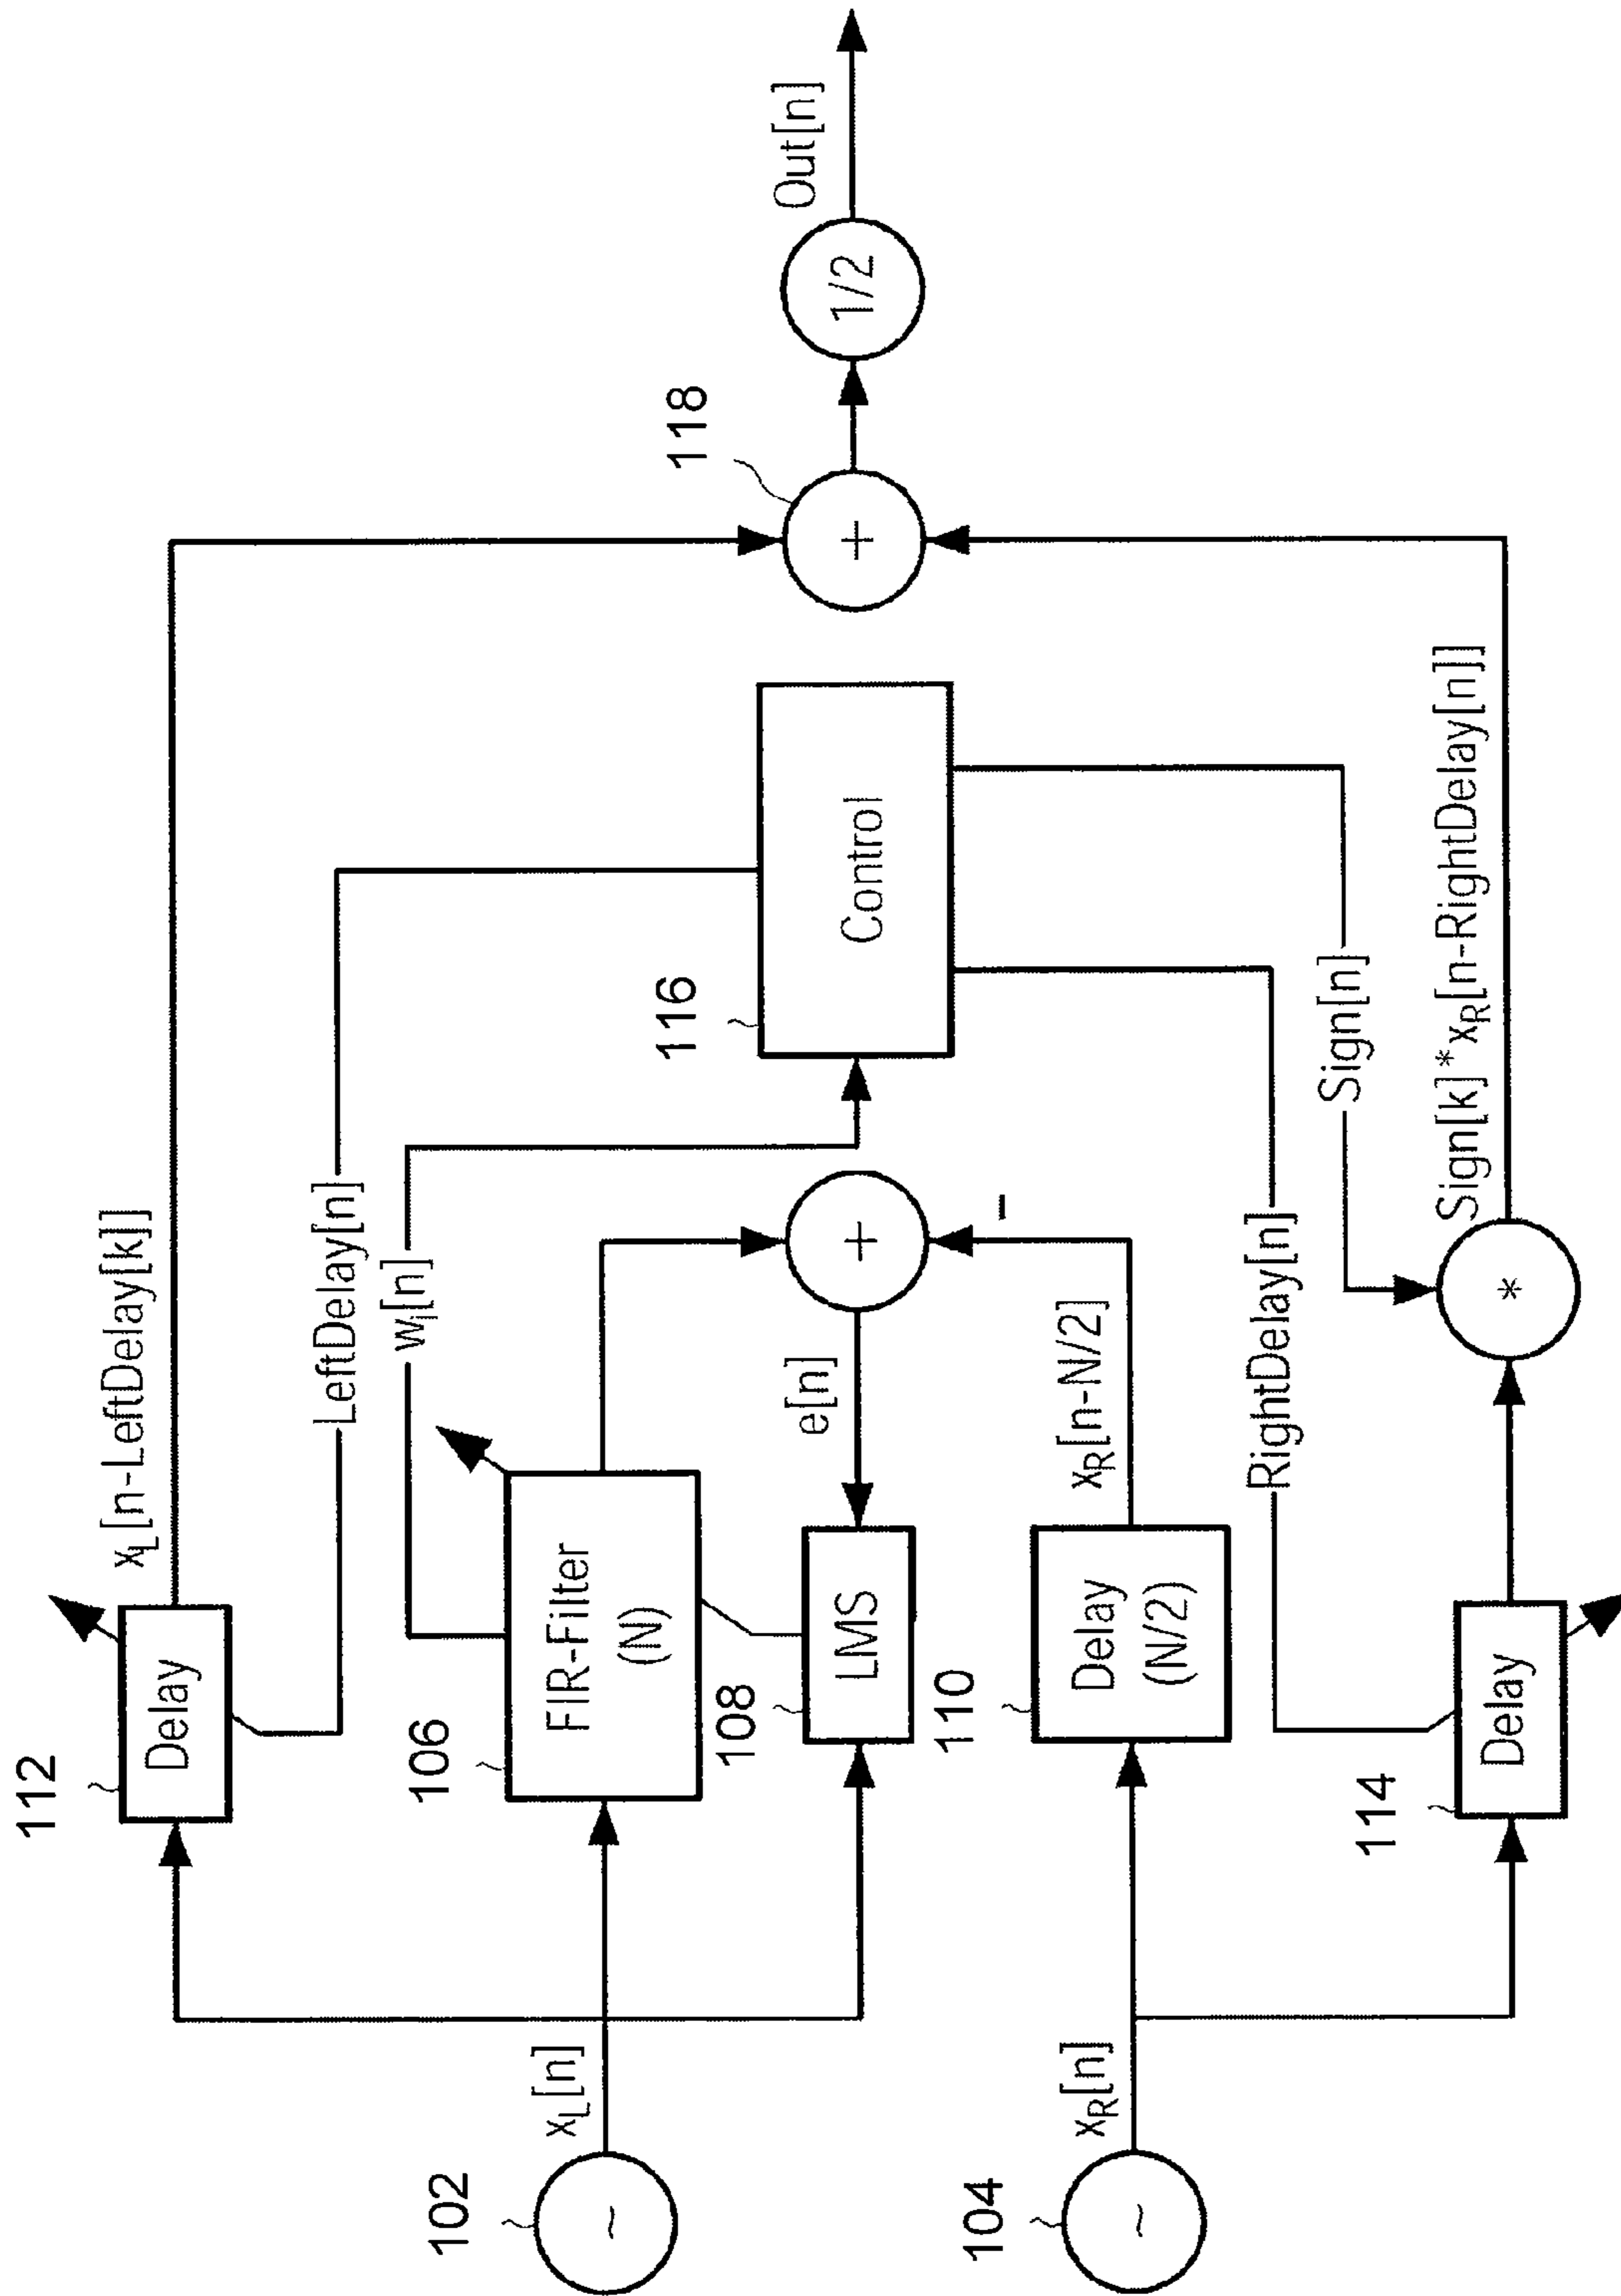 112
Delay
x_L[n-LeftDelay[k]]
LeftDelay[n]
w_i[n]
102
~
x_L[n]
106
FIR-Filter
(N)
108
LMS
e[n]
+
116
Control
118
+
1/2
Out[n]
104
~
x_R[n]
110
Delay
(N/2)
x_R[n-N/2]
-
RightDelay[n]
Sign[n]
114
Delay
*
Sign[k]*x_R[n-RightDelay[n]]